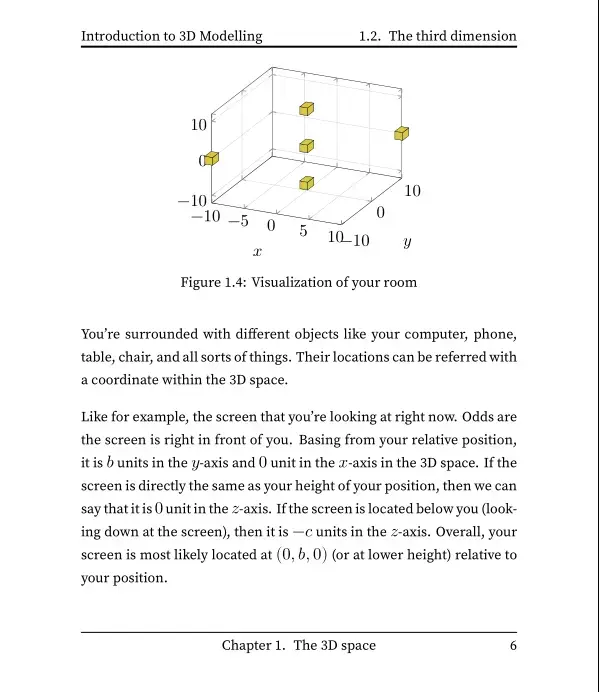 Introduction to 3D Modelling 1.2. The third dimension
10
0
−10
−10 −5 0 5 10 −10 0 10
x y
Figure 1.4: Visualization of your room
You're surrounded with different objects like your computer, phone,
table, chair, and all sorts of things. Their locations can be referred with
a coordinate within the 3D space.
Like for example, the screen that you're looking at right now. Odds are
the screen is right in front of you. Basing from your relative position,
it is b units in the y-axis and 0 unit in the x-axis in the 3D space. If the
screen is directly the same as your height of your position, then we can
say that it is 0 unit in the z-axis. If the screen is located below you (look-
ing down at the screen), then it is −c units in the z-axis. Overall, your
screen is most likely located at (0, b, 0) (or at lower height) relative to
your position.
Chapter 1. The 3D space 6